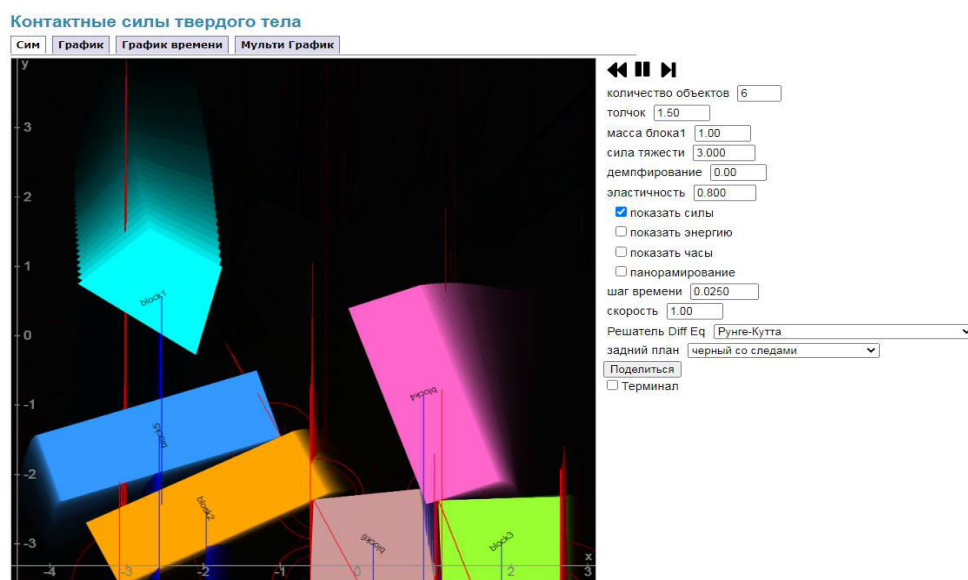 Контактные силы твердого тела
Сим График График времени Мульти График
y
3
2
1
0
-1
-2
-3
-4 -3 -2 -1 0 2 3
x
block1
block5
block2
block4
block6
block3
количество объектов 6
толчок 1.50
масса блока1 1.00
сила тяжести 3.000
демпфирование 0.00
эластичность 0.800
показать силы
показать энергию
показать часы
панорамирование
шаг времени 0.0250
скорость 1.00
Решатель Diff Eq Рунге-Кутта
задний план черный со следами
Поделиться
Терминал